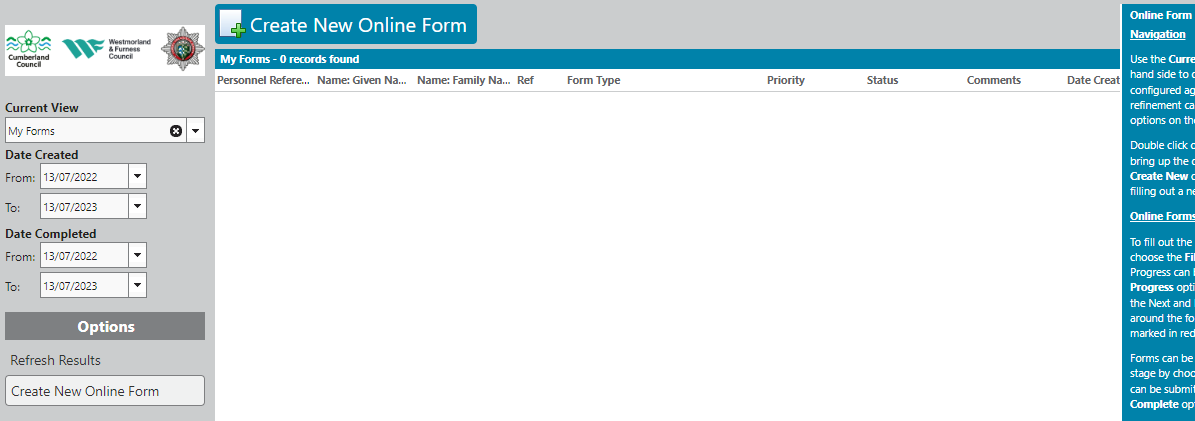 Cumberland
Council
Westmorland
& Furness
Council
Current View
My Forms
Date Created
From: 13/07/2022
To: 13/07/2023
Date Completed
From: 13/07/2022
To: 13/07/2023
Options
Refresh Results
Create New Online Form
Create New Online Form
My Forms - 0 records found
Personnel Refere... Name: Given Na... Name: Family Na... Ref Form Type Priority Status Comments Date Creat
Online Form
Navigation
Use the Curre
hand side to
configured ag
refinement ca
options on the
Double click
bring up the
Create New
filling out a ne
Online Forms
To fill out the
choose the Fil
Progress can
Progress opti
the Next and
around the fo
marked in red
Forms can be
stage by choo
can be submit
Complete opt